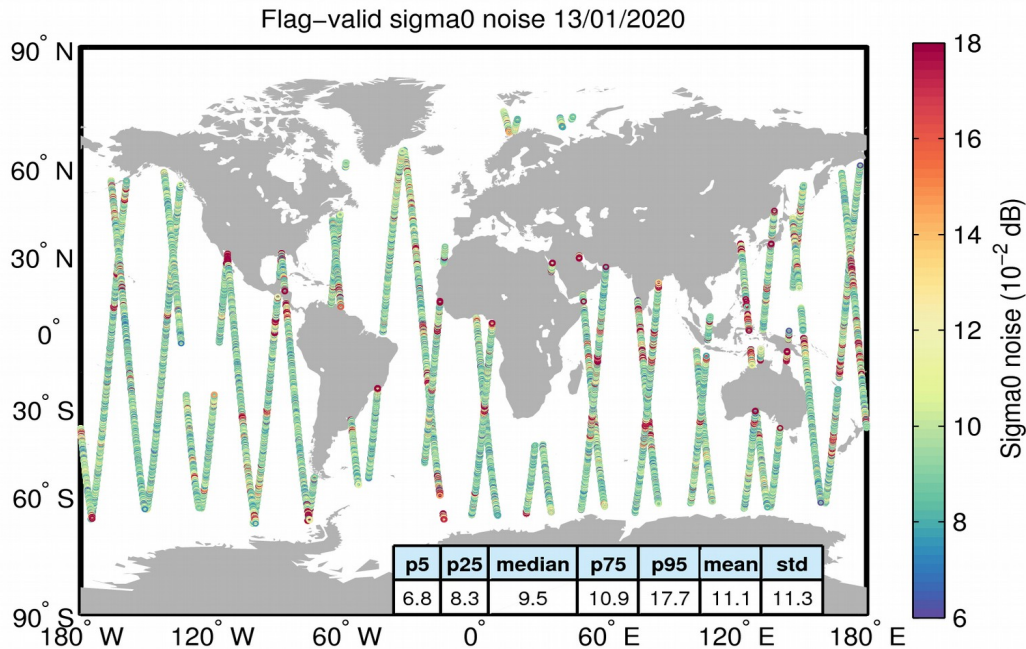 Flag-valid sigma0 noise 13/01/2020
90° N
60° N
30° N
0°
30° S
60° S
90° S
180° W
120° W
60° W
0°
60° E
120° E
180° E
p5 p25 median p75 p95 mean std
6.8 8.3 9.5 10.9 17.7 11.1 11.3
18
16
14
12
10
8
6
Sigma0 noise (10⁻² dB)